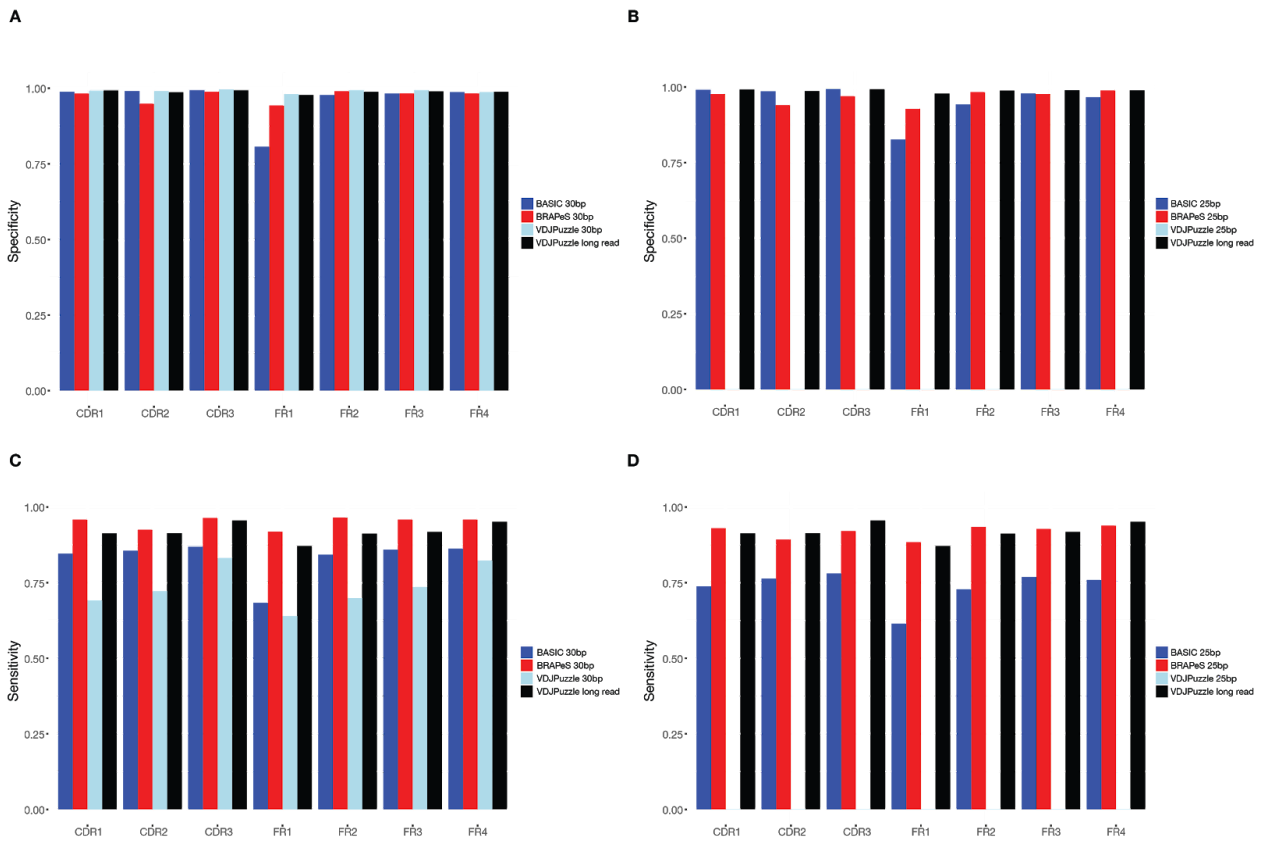 A
Specificity
1.00
0.75
0.50
0.25
0.00
CDR1 CDR2 CDR3 FR1 FR2 FR3 FR4
BASIC 30bp
BRAPeS 30bp
VDJPuzzle 30bp
VDJPuzzle long read
B
Specificity
1.00
0.75
0.50
0.25
0.00
CDR1 CDR2 CDR3 FR1 FR2 FR3 FR4
BASIC 25bp
BRAPeS 25bp
VDJPuzzle 25bp
VDJPuzzle long read
C
Sensitivity
1.00
0.75
0.50
0.25
0.00
CDR1 CDR2 CDR3 FR1 FR2 FR3 FR4
BASIC 30bp
BRAPeS 30bp
VDJPuzzle 30bp
VDJPuzzle long read
D
Sensitivity
1.00
0.75
0.50
0.25
0.00
CDR1 CDR2 CDR3 FR1 FR2 FR3 FR4
BASIC 25bp
BRAPeS 25bp
VDJPuzzle 25bp
VDJPuzzle long read